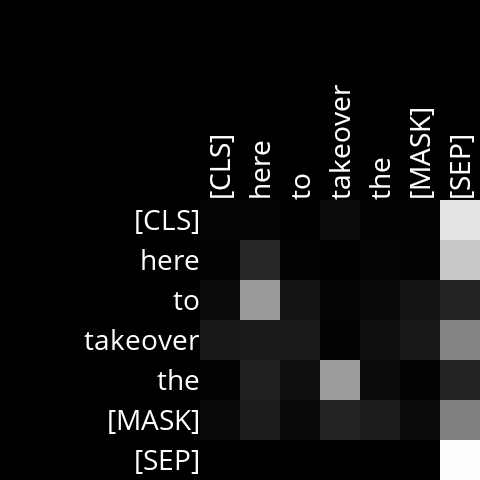 [CLS]
here
to
takeover
the
[MASK]
[SEP]
[CLS]
here
to
takeover
the
[MASK]
[SEP]